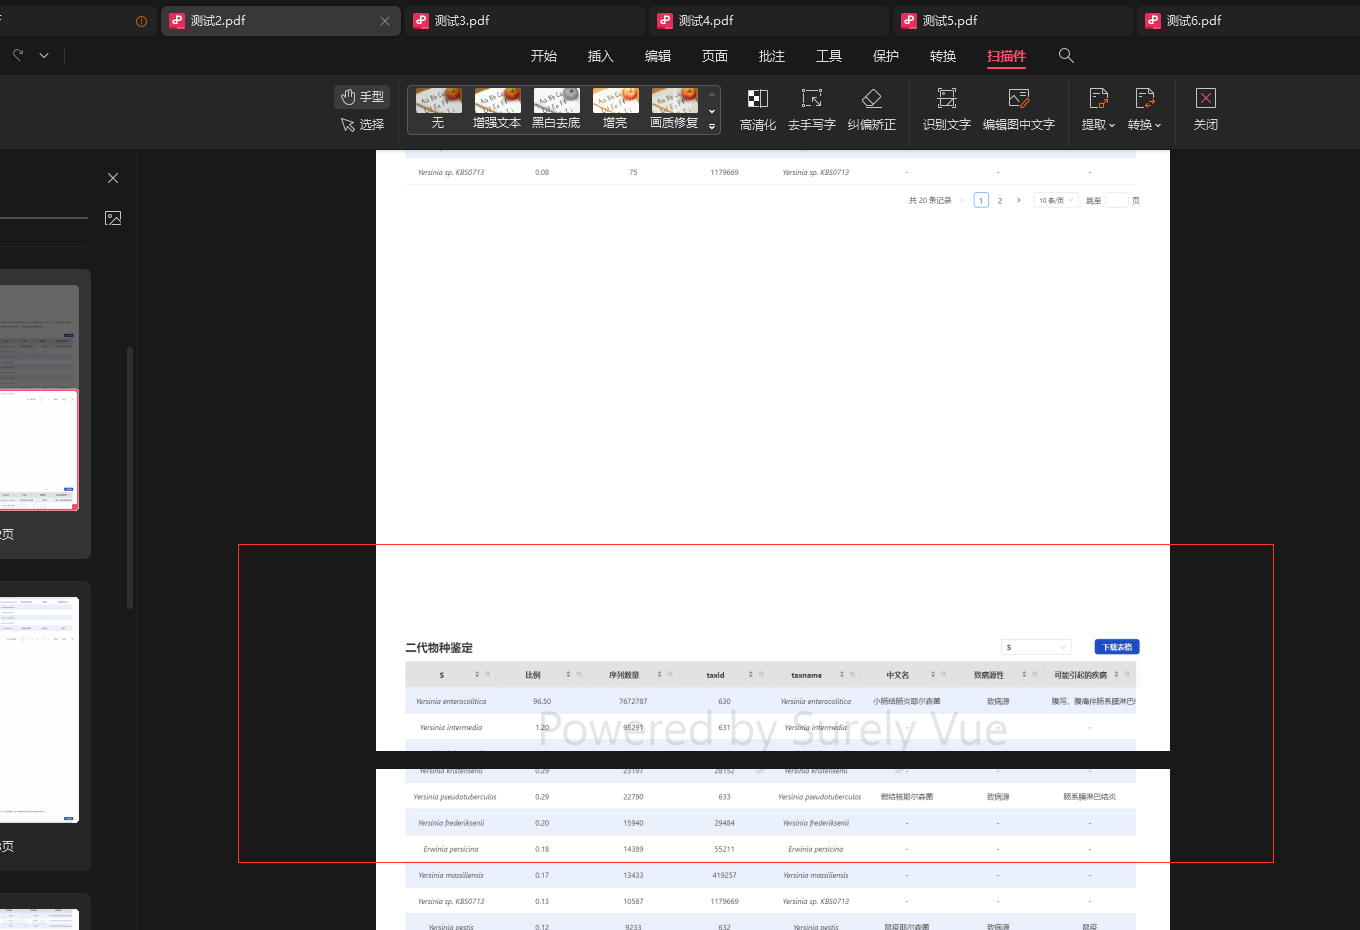 测试2.pdf 测试3.pdf 测试4.pdf 测试5.pdf 测试6.pdf
开始 插入 编辑 页面 批注 工具 保护 转换 扫描件
手型
选择
无 增强文本 黑白去底 增亮 画质修复
高清化 去手写字 纠偏矫正 识别文字 编辑图中文字 提取 转换 关闭
Yersinia sp. KBS0713 0.08 75 1179669 Yersinia sp. KBS0713 - - -
共 20 条记录 < 1 2 > 10 条/页 跳至 页
二代物种鉴定 S 下载表格
S 比例 序列数量 taxid taxname 中文名 致病源性 可能引起的疾病
Yersinia enterocolitica 96.50 7672787 630 Yersinia enterocolitica 小肠结肠炎耶尔森菌 致病源 腹泻，腹痛伴肠系膜淋巴
Yersinia intermedia 1.20 95291 631 Yersinia intermedia - - -
Powered by Surely Vue
Yersinia kristensenii 0.29 23197 28152 Yersinia kristensenii - - -
Yersinia pseudotuberculos 0.29 22790 633 Yersinia pseudotuberculos 假结核耶尔森菌 致病源 肠系膜淋巴结炎
Yersinia frederiksenii 0.20 15940 29484 Yersinia frederiksenii - - -
Erwinia persicina 0.18 14389 55211 Erwinia persicina - - -
Yersinia massiliensis 0.17 13433 419257 Yersinia massiliensis - - -
Yersinia sp. KBS0713 0.13 10587 1179669 Yersinia sp. KBS0713 - - -
Yersinia pestis 0.12 9233 632 Yersinia pestis 鼠疫耶尔森菌 致病源 鼠疫
页
页